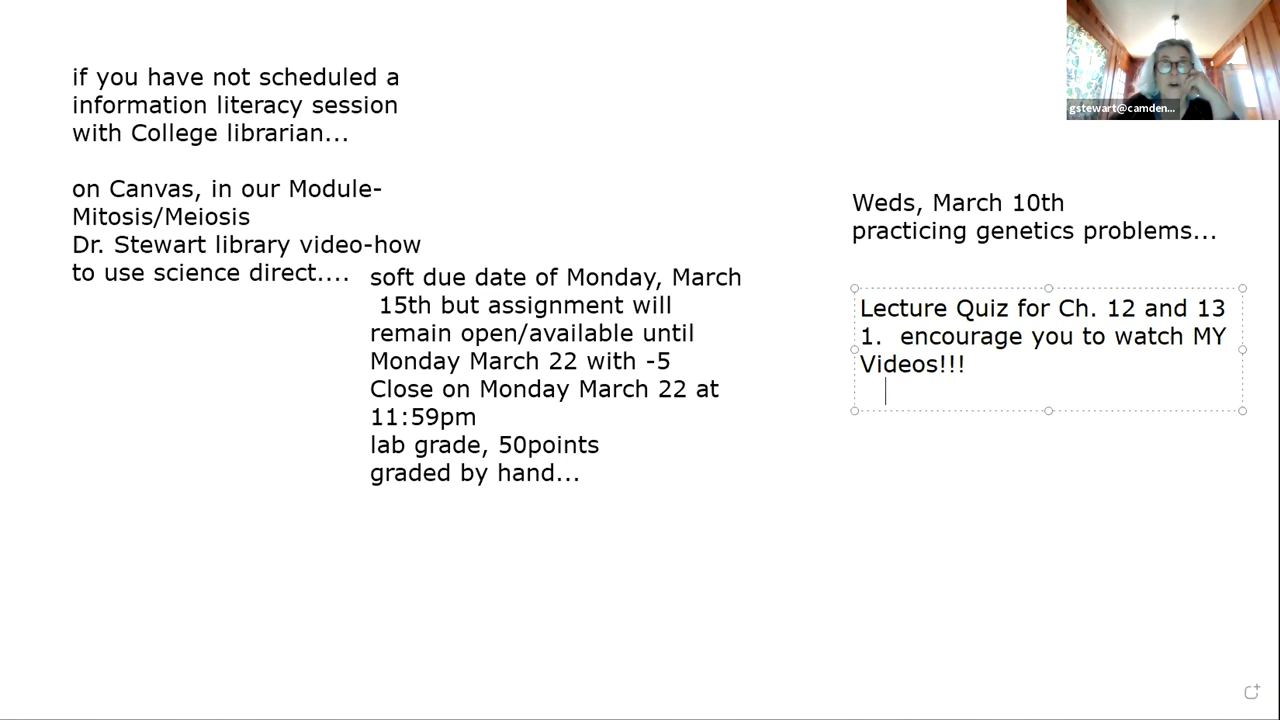 if you have not scheduled a
information literacy session
with College librarian...
on Canvas, in our Module-
Mitosis/Meiosis
Dr. Stewart library video-how
to use science direct....
soft due date of Monday, March
15th but assignment will
remain open/available until
Monday March 22 with -5
Close on Monday March 22 at
11:59pm
lab grade, 50points
graded by hand...
gstewart@camden...
Weds, March 10th
practicing genetics problems...
Lecture Quiz for Ch. 12 and 13
1.  encourage you to watch MY
Videos!!!